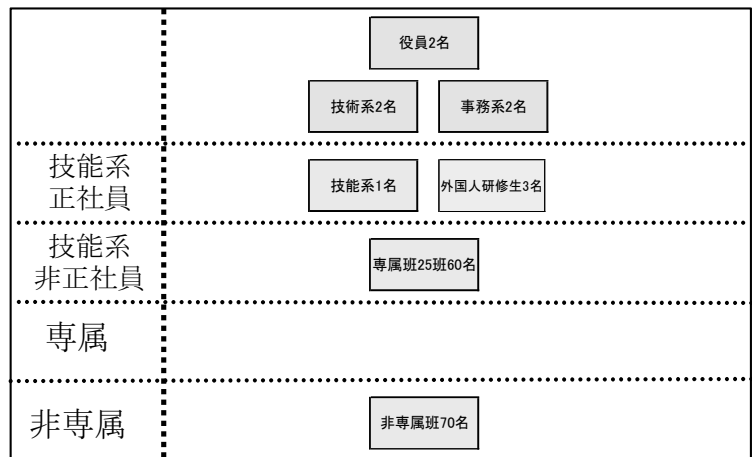 役員2名
技術系2名
事務系2名
技能系
正社員
技能系1名
外国人研修生3名
技能系
非正社員
専属班25班60名
専属
非専属
非専属班70名